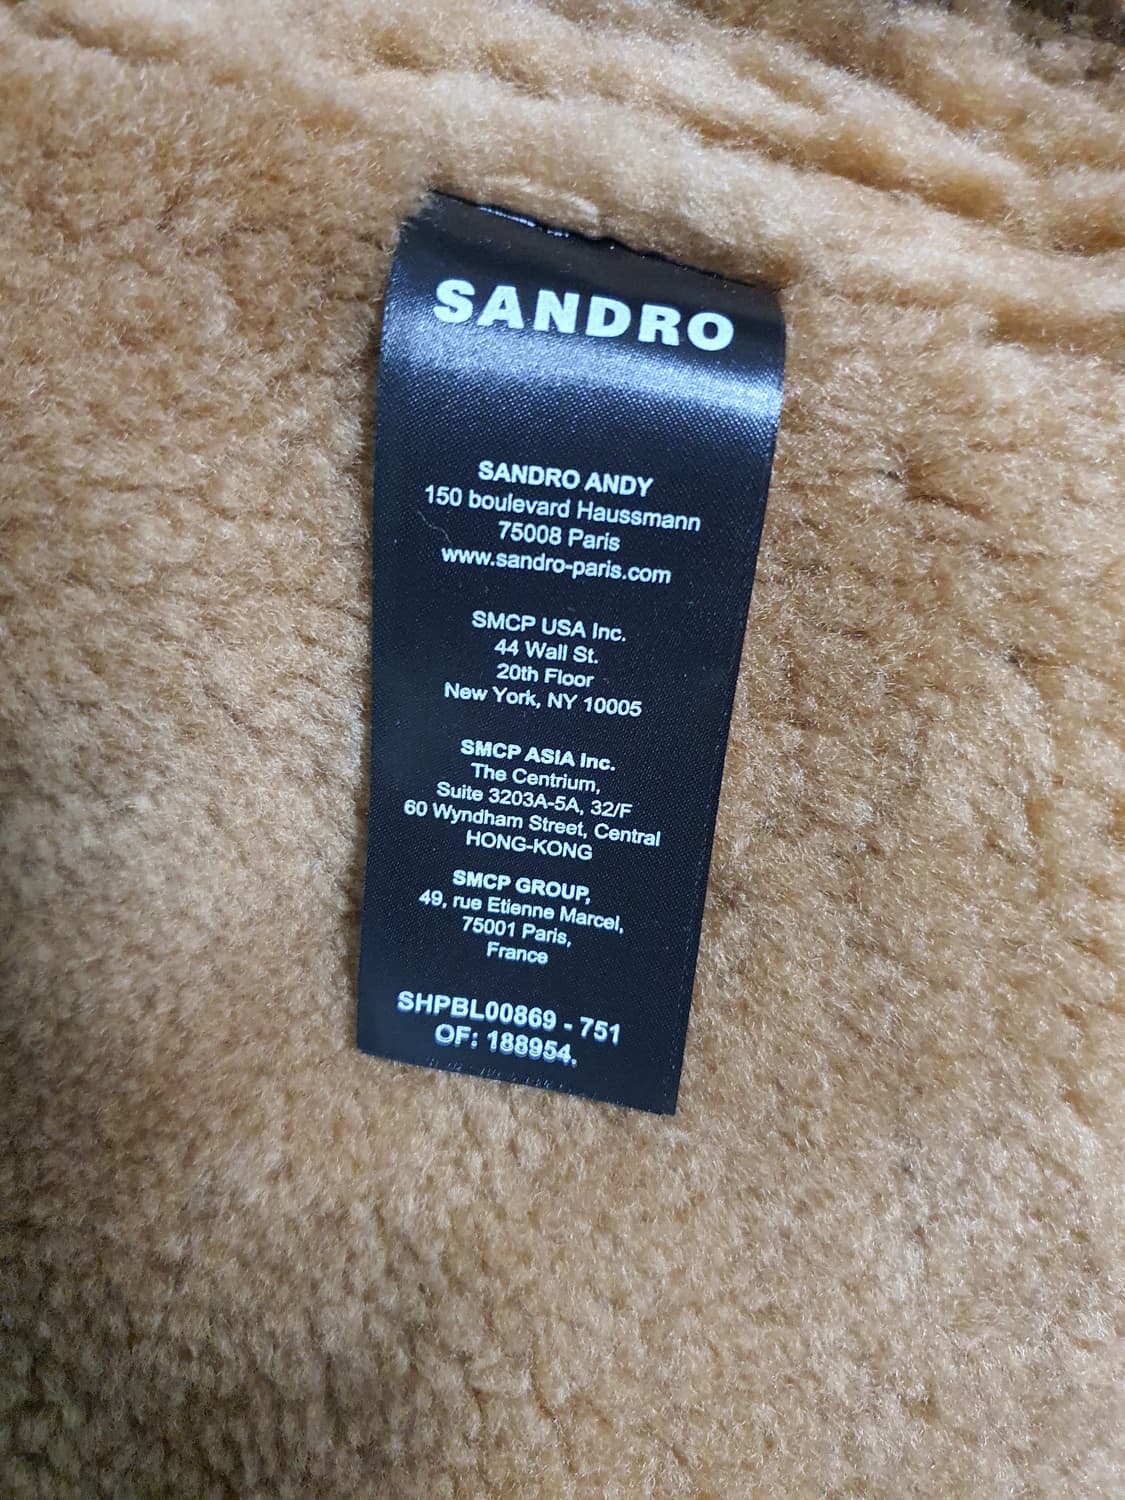 SANDRO
SANDRO ANDY
150 boulevard Haussmann
75008 Paris
www.sandro-paris.com
SMCP USA Inc.
44 Wall St.
20th Floor
New York, NY 10005
SMCP ASIA Inc.
The Centrium,
Suite 3203A-5A, 32/F
60 Wyndham Street, Central
HONG-KONG
SMCP GROUP,
49, rue Etienne Marcel,
75001 Paris,
France
SHPBL00869 - 751
OF: 188954.